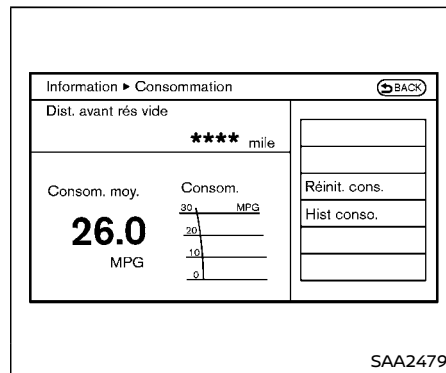 Information ▸ Consommation
BACK
Dist. avant rés vide
**** mile
Consom. moy.
26.0
MPG
Consom.
30 MPG
20
10
0
Réinit. cons.
Hist conso.
SAA2479